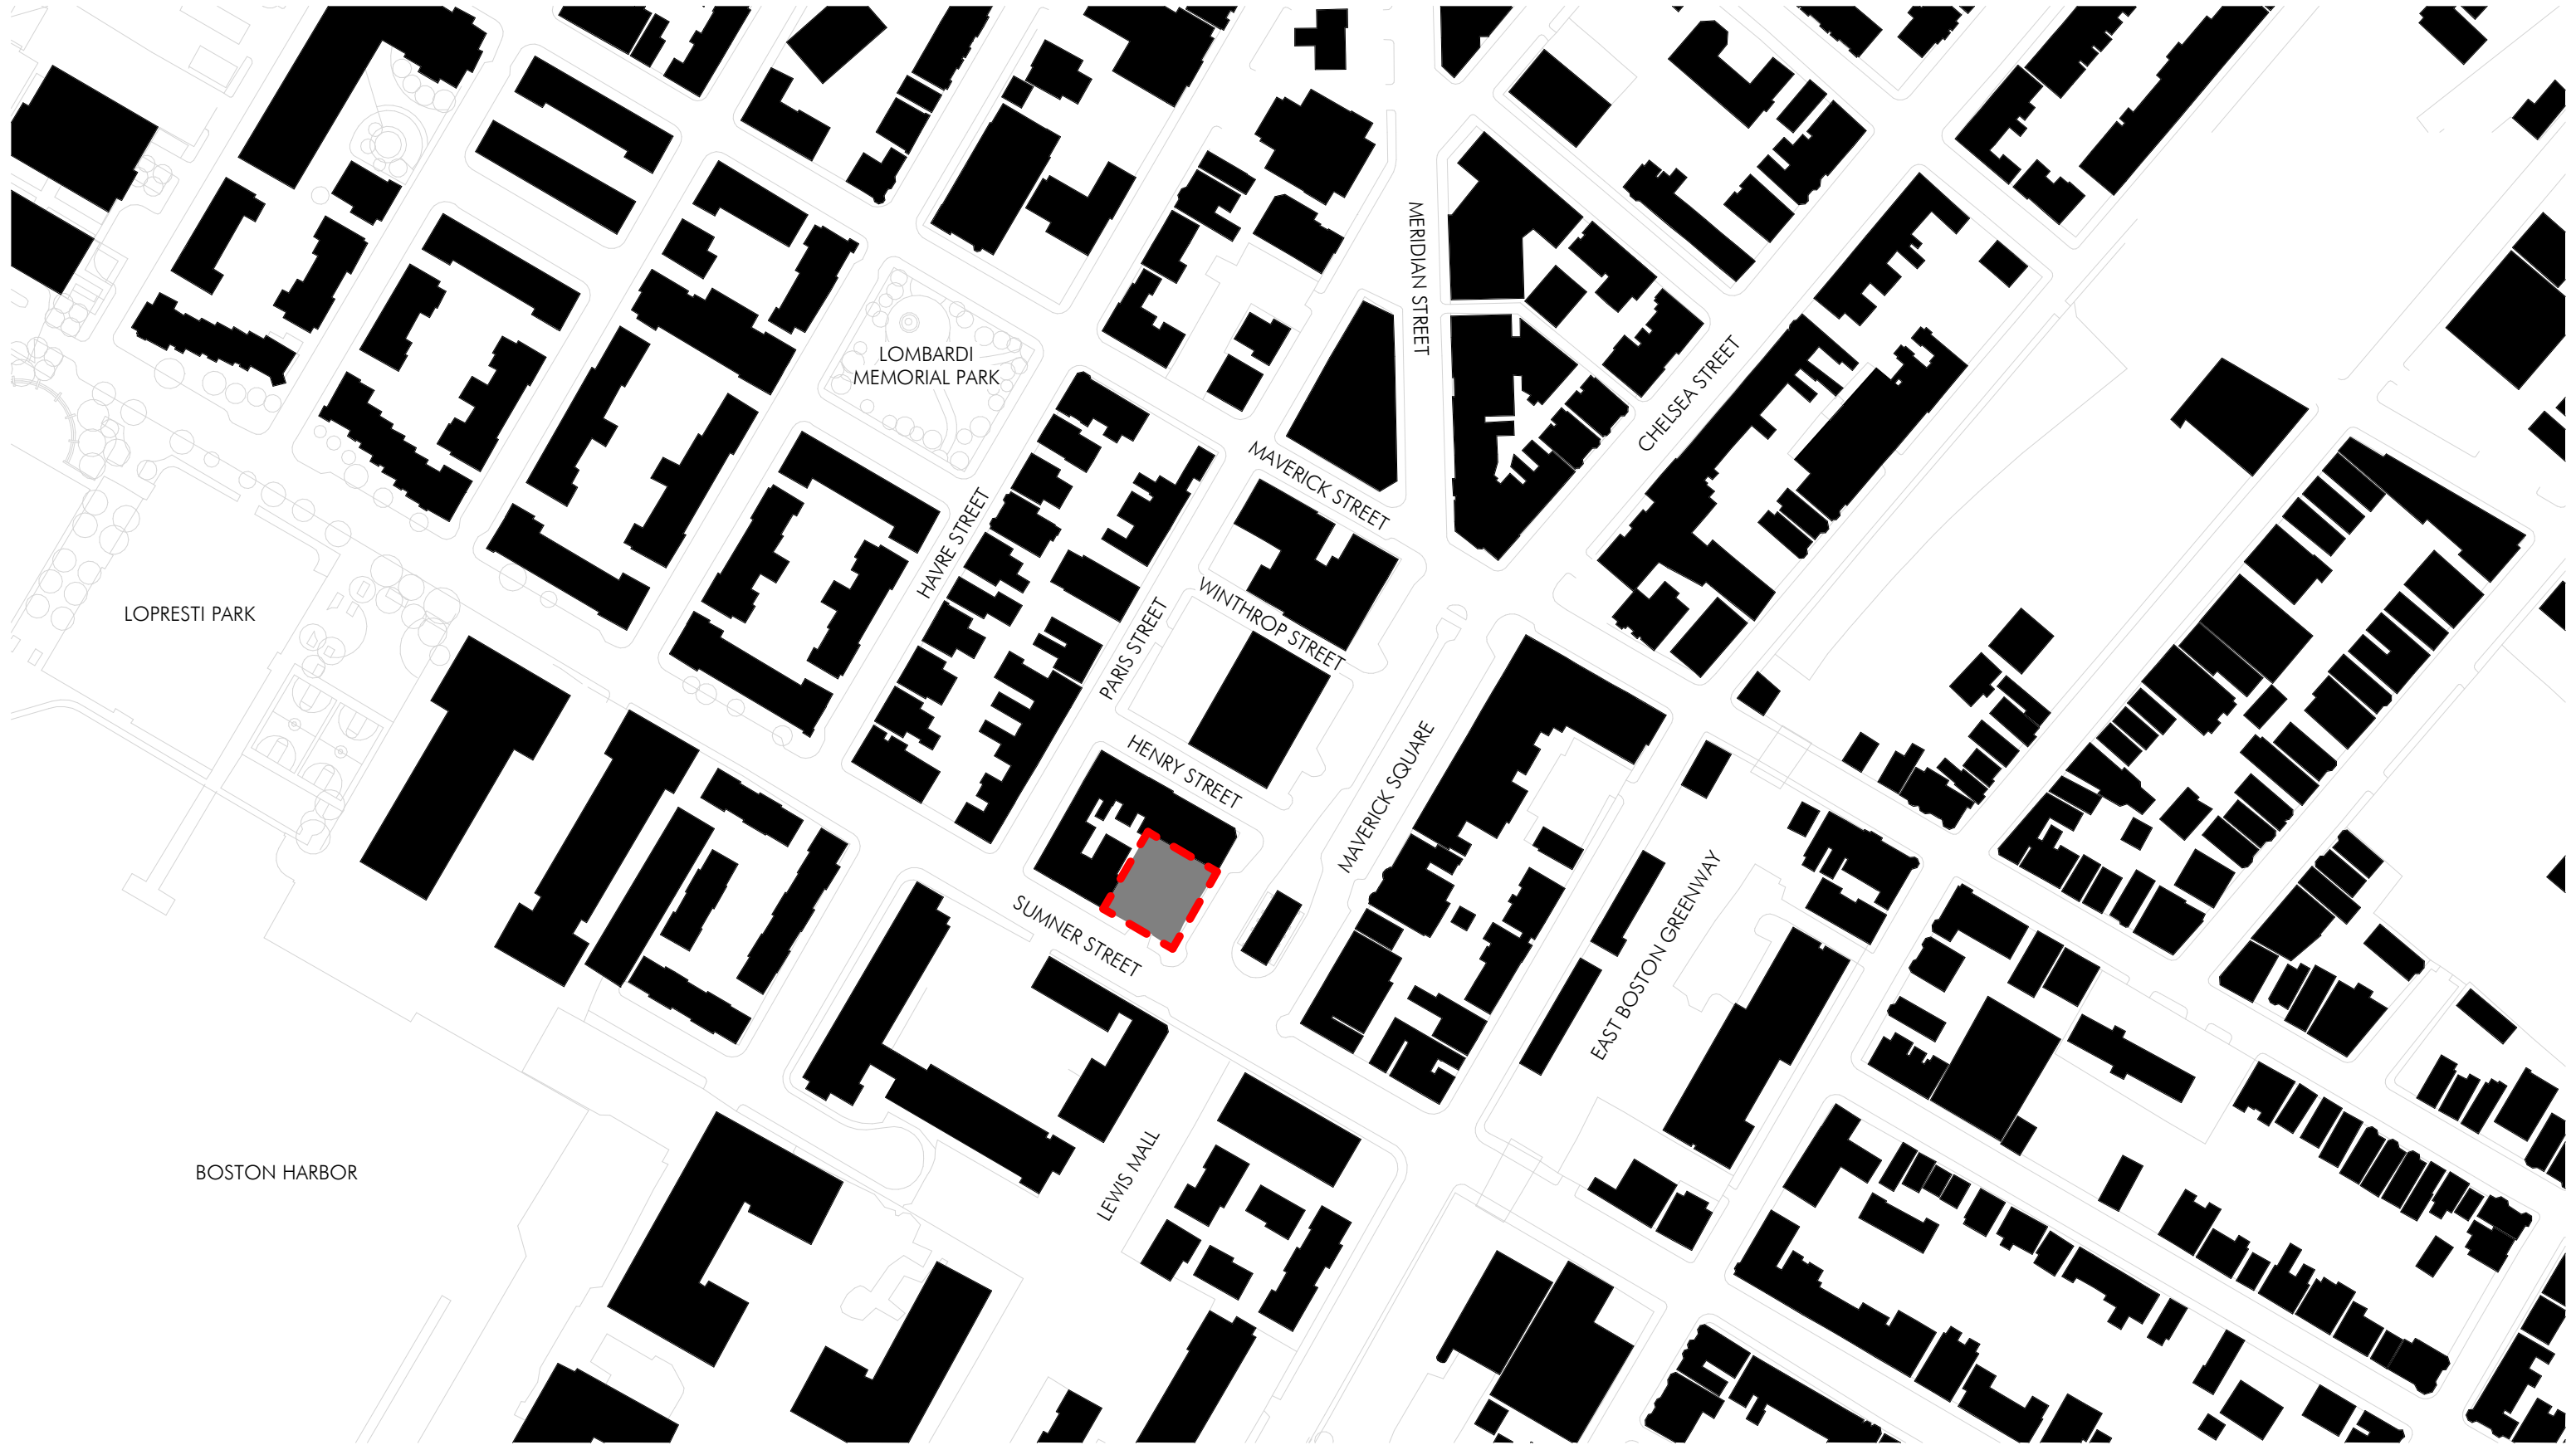 MERIDIAN STREET
LOMBARDI
MEMORIAL PARK
CHELSEA STREET
MAVERICK STREET
HAVRE STREET
WINTHROP STREET
LOPRESTI PARK
PARIS STREET
HENRY STREET
MAVERICK SQUARE
EAST BOSTON GREENWAY
SUMNER STREET
LEWIS MALL
BOSTON HARBOR